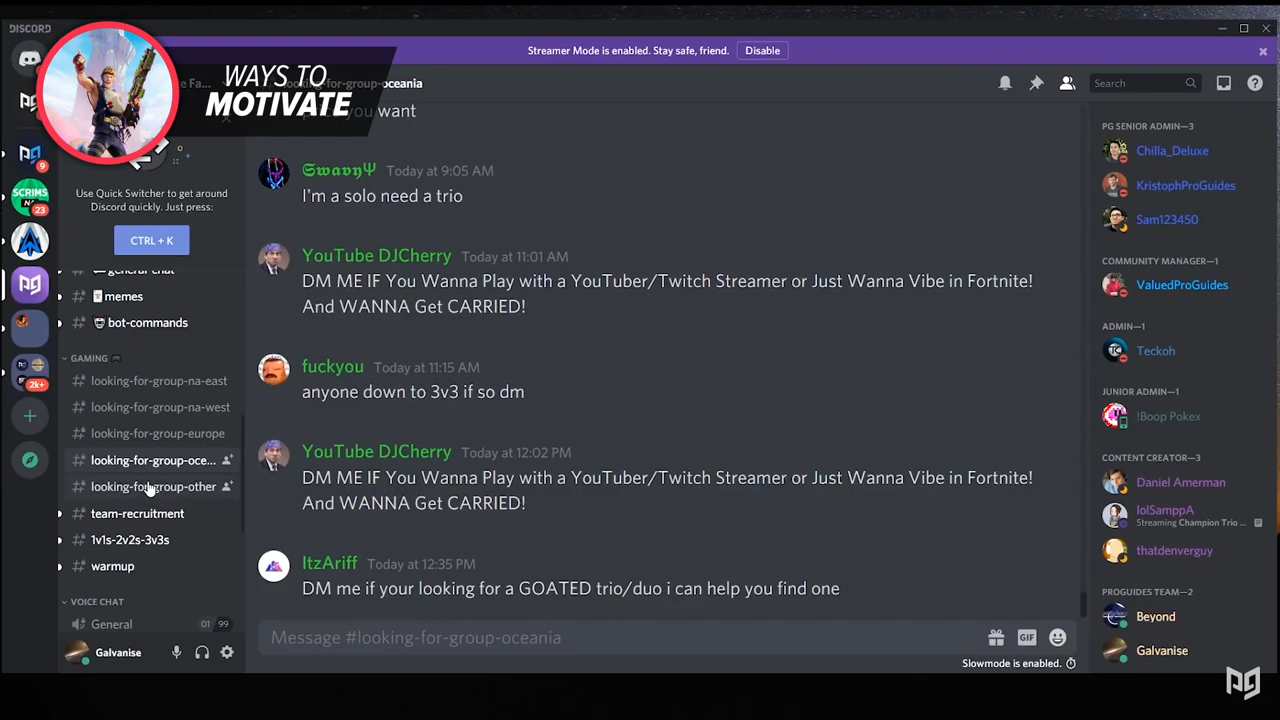 DISCORD
WAYS TO
MOTIVATE
Streamer Mode is enabled. Stay safe, friend.
Disable
looking-for-group-oceania
Search
Use Quick Switcher to get around
Discord quickly. Just press:
CTRL + K
general-chat
memes
bot-commands
GAMING
looking-for-group-na-east
looking-for-group-na-west
looking-for-group-europe
looking-for-group-oce...
looking-for-group-other
team-recruitment
1v1s-2v2s-3v3s
warmup
VOICE CHAT
General 01 99
Galvanise
9
SCRIMS
23
2k+
you want
𝕾𝖜𝖆𝖛𝖞Ψ Today at 9:05 AM
I'm a solo need a trio
YouTube DJCherry Today at 11:01 AM
DM ME IF You Wanna Play with a YouTuber/Twitch Streamer or Just Wanna Vibe in Fortnite!
And WANNA Get CARRIED!
fuckyou Today at 11:15 AM
anyone down to 3v3 if so dm
YouTube DJCherry Today at 12:02 PM
DM ME IF You Wanna Play with a YouTuber/Twitch Streamer or Just Wanna Vibe in Fortnite!
And WANNA Get CARRIED!
ItzAriff Today at 12:35 PM
DM me if your looking for a GOATED trio/duo i can help you find one
Message #looking-for-group-oceania
GIF
Slowmode is enabled.
PG SENIOR ADMIN—3
Chilla_Deluxe
KristophProGuides
Sam123450
COMMUNITY MANAGER—1
ValuedProGuides
ADMIN—1
Teckoh
JUNIOR ADMIN—1
!Boop Pokex
CONTENT CREATOR—3
Daniel Amerman
lolSamppA
Streaming Champion Trio ...
thatdenverguy
PROGUIDES TEAM—2
Beyond
Galvanise